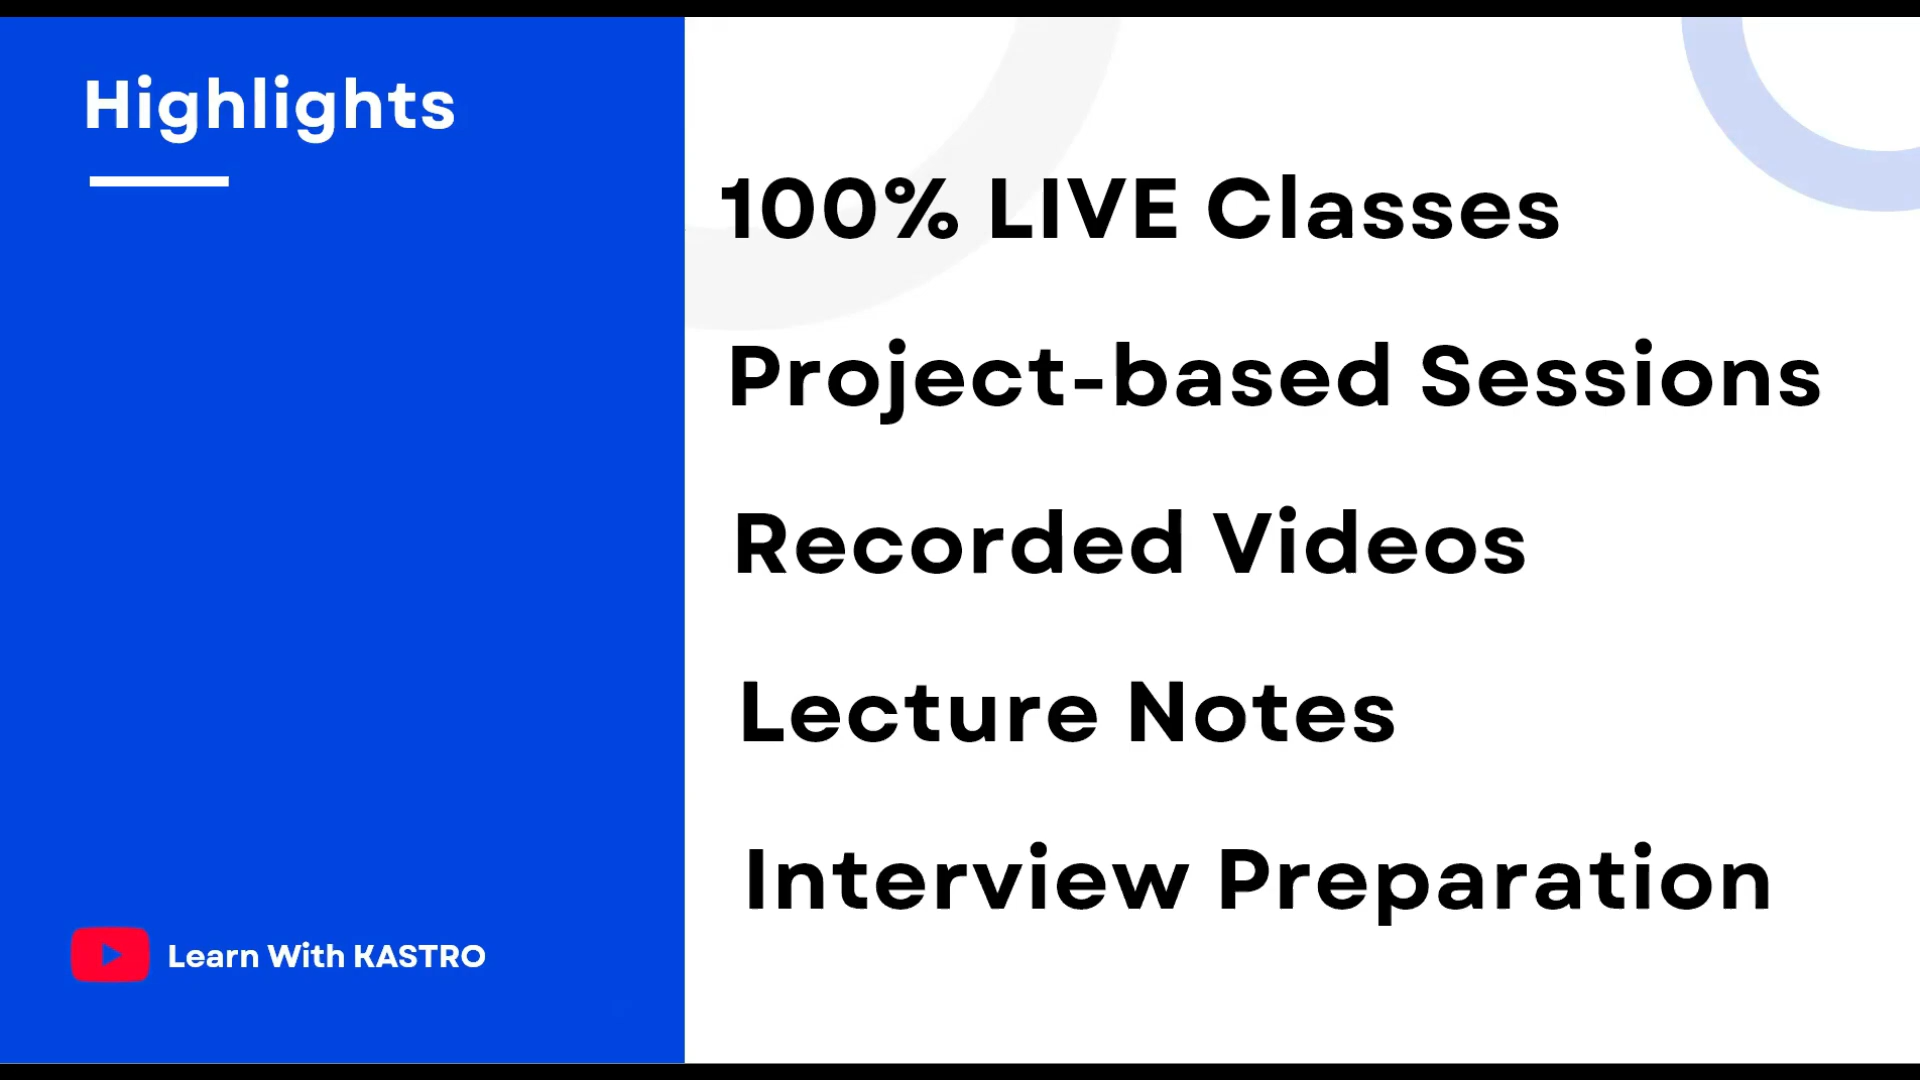 Highlights
100% LIVE Classes
Project-based Sessions
Recorded Videos
Lecture Notes
Interview Preparation
Learn With KASTRO